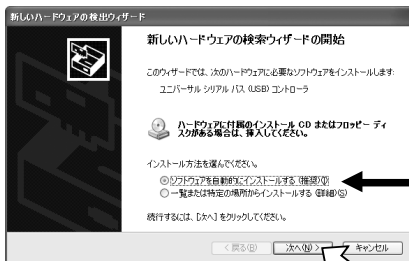 新しいハードウェアの検出ウィザード
新しいハードウェアの検索ウィザードの開始
このウィザードでは、次のハードウェアに必要なソフトウェアをインストールします:
ユニバーサル シリアル バス (USB) コントローラ
ハードウェアに付属のインストール CD またはフロッピー ディ
スクがある場合は、挿入してください。
インストール方法を選んでください。
ソフトウェアを自動的にインストールする (推奨)(I)
一覧または特定の場所からインストールする (詳細)(S)
続行するには、[次へ] をクリックしてください。
< 戻る(B) 次へ(N) > キャンセル